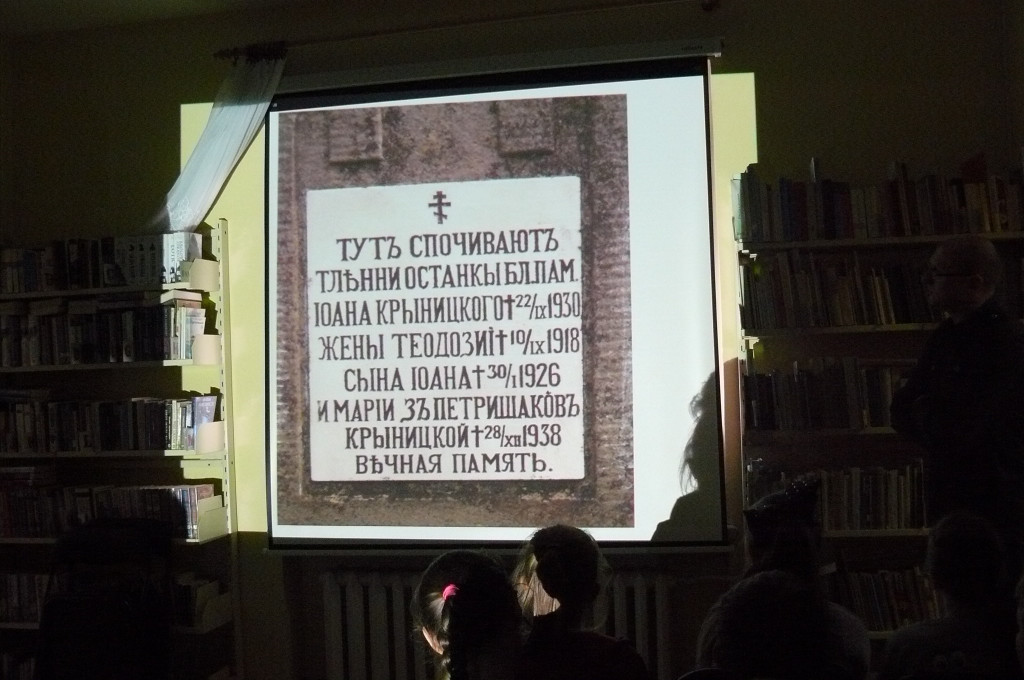 ТУТЪ СПОЧИВАЮТЪ
ТЛѢННИ ОСТАНКЫ БЛ.ПАМ.
ІОАНА КРЫНИЦКОГО † 22/IX 1930
ЖЕНЫ ТЕОДОЗІИ † 10/IX 1918
СЫНА ІОАНА † 30/I 1926
И МАРІИ ЗЪ ПЕТРИШАКОВЪ
КРЫНИЦКОЙ † 28/XII 1938
ВѢЧНАЯ ПАМЯТЬ.